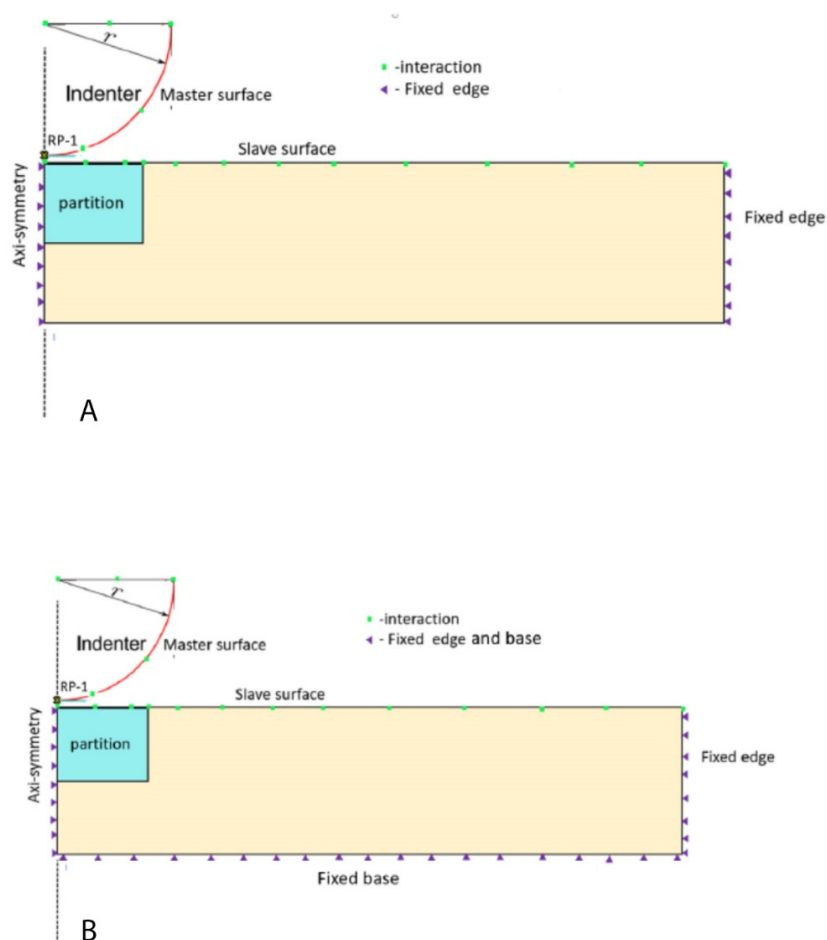 r
-interaction
- Fixed edge
Indenter
Master surface
RP-1
Slave surface
Axi-symmetry
partition
Fixed edge
A
r
-interaction
- Fixed edge and base
Indenter
Master surface
RP-1
Slave surface
Axi-symmetry
partition
Fixed edge
Fixed base
B